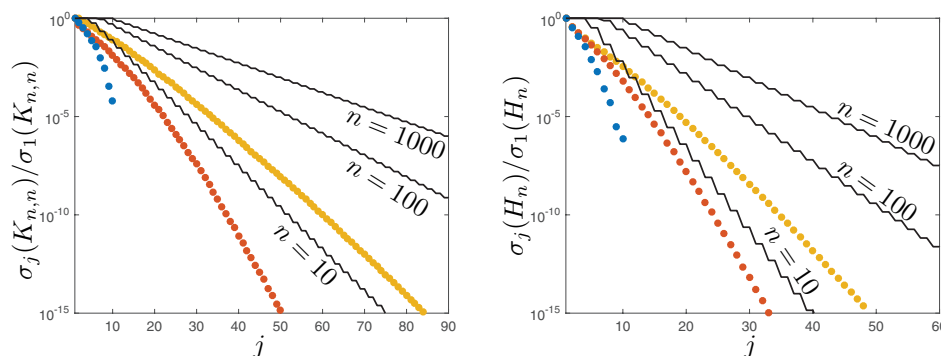 σ_j(K_{n,n})/σ_1(K_{n,n})
10^0
10^{-5}
10^{-10}
10^{-15}
n = 1000
n = 100
n = 10
10 20 30 40 50 60 70 80 90
j
σ_j(H_n)/σ_1(H_n)
10^0
10^{-5}
10^{-10}
10^{-15}
n = 1000
n = 100
n = 10
10 20 30 40 50 60
j